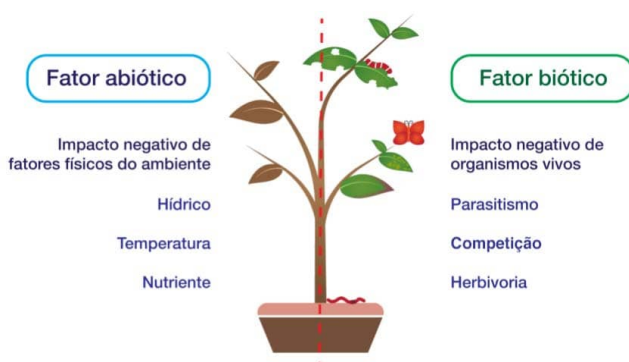 Fator abiótico
Impacto negativo de
fatores físicos do ambiente
Hídrico
Temperatura
Nutriente
Fator biótico
Impacto negativo de
organismos vivos
Parasitismo
Competição
Herbivoria